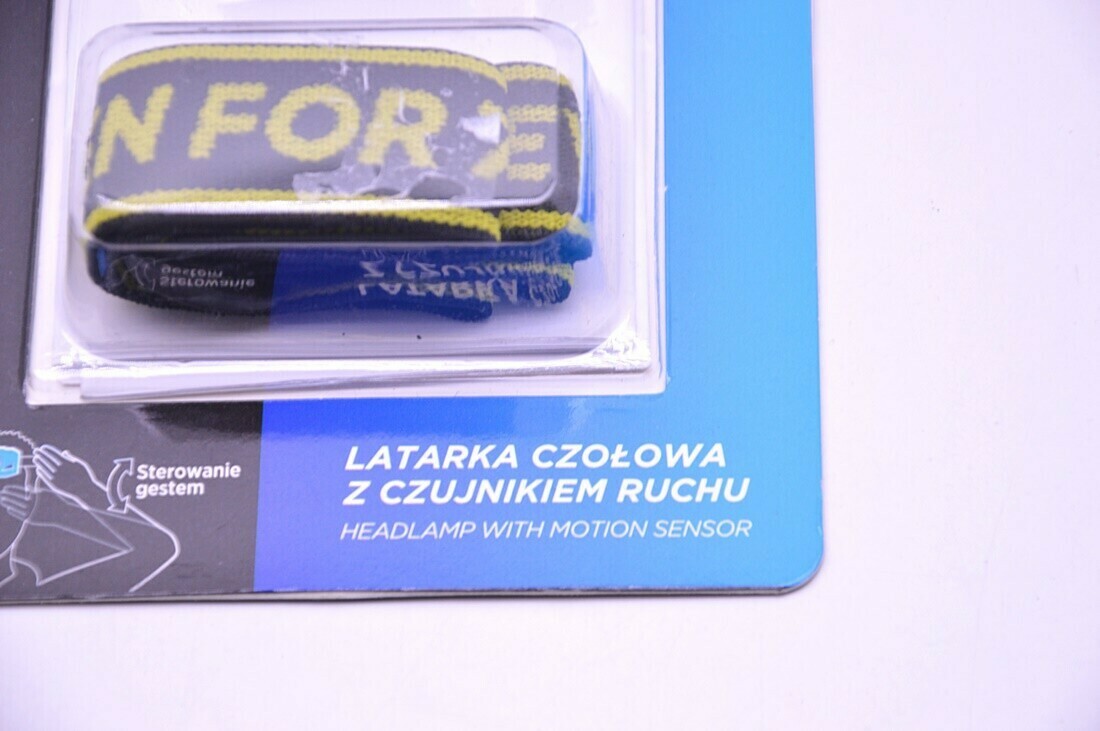 N FOR E
Sterowanie
gestem
LATARKA CZOŁOWA
Z CZUJNIKIEM RUCHU
HEADLAMP WITH MOTION SENSOR